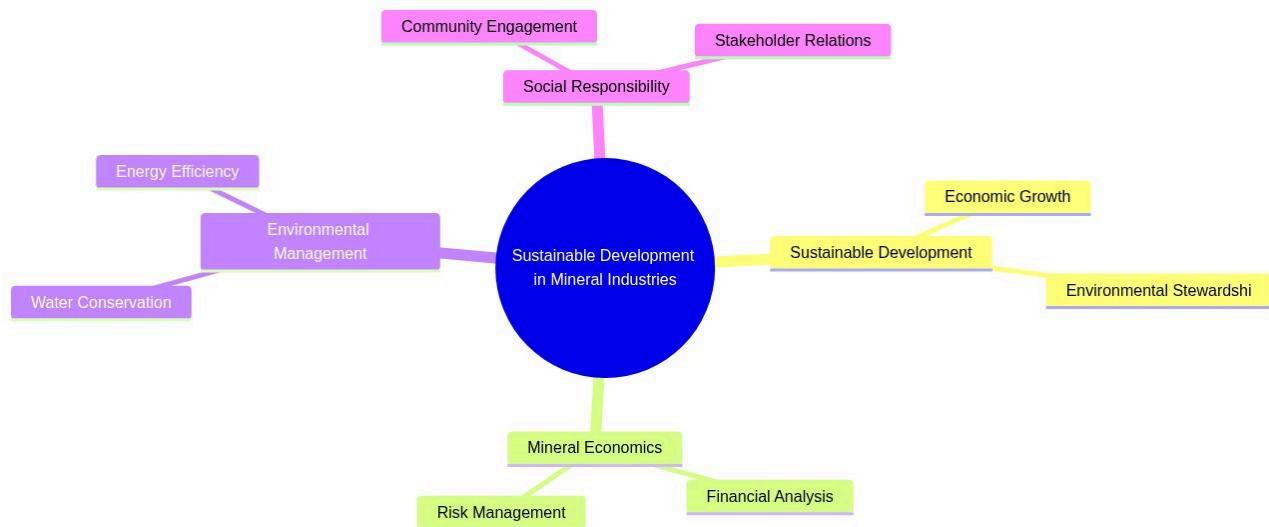 Community Engagement
Stakeholder Relations
Social Responsibility
Energy Efficiency
Economic Growth
Environmental
Management
Sustainable Development
in Mineral Industries
Sustainable Development
Environmental Stewardshi
Water Conservation
Mineral Economics
Financial Analysis
Risk Management